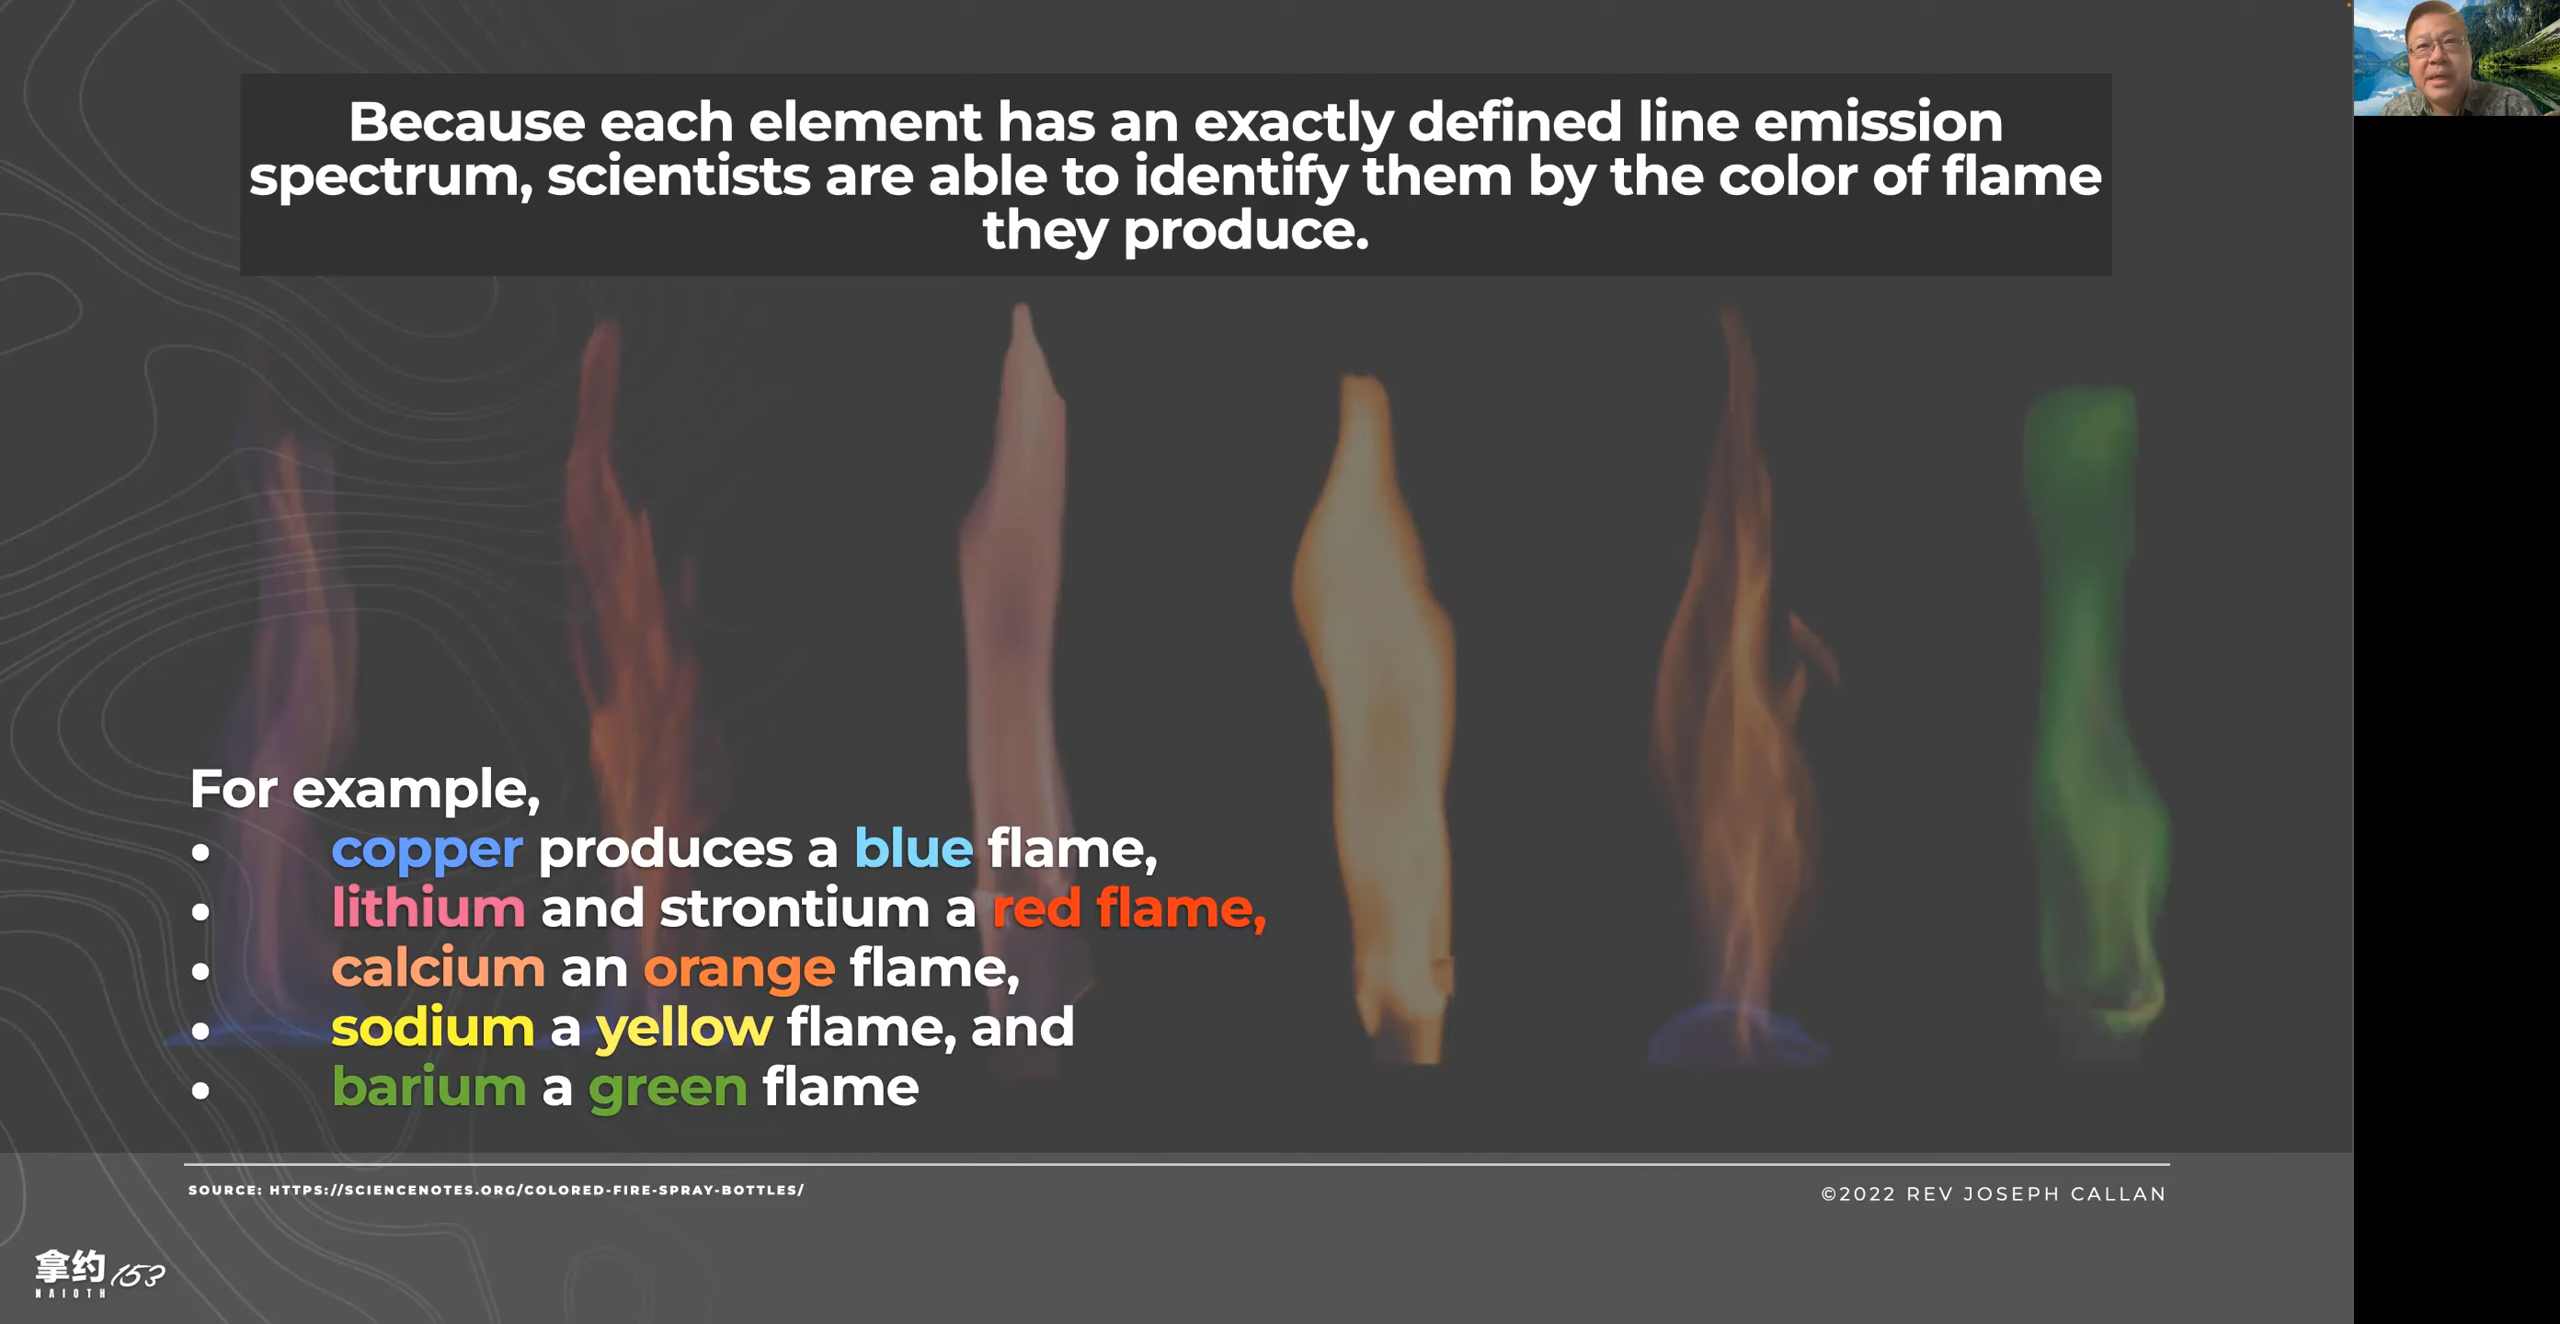 Because each element has an exactly defined line emission
spectrum, scientists are able to identify them by the color of flame
they produce.
For example,
• copper produces a blue flame,
• lithium and strontium a red flame,
• calcium an orange flame,
• sodium a yellow flame, and
• barium a green flame
SOURCE: HTTPS://SCIENCENOTES.ORG/COLORED-FIRE-SPRAY-BOTTLES/
©2022 REV JOSEPH CALLAN
拿约 153
NAIOTH